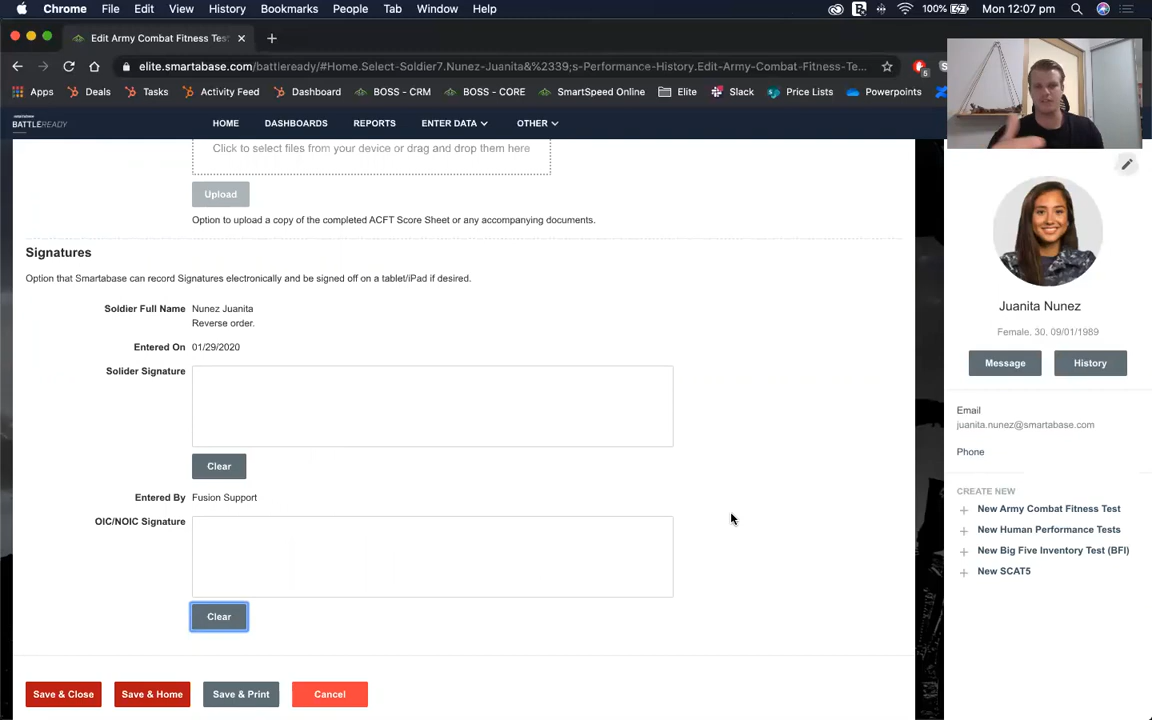 Chrome File Edit View History Bookmarks People Tab Window Help 100% Mon 12:07 pm
Edit Army Combat Fitness Tes
elite.smartabase.com/battleready/#Home.Select-Soldier7.Nunez-Juanita&%2339;s-Performance-History.Edit-Army-Combat-Fitness-Te...
5
Apps Deals Tasks Activity Feed Dashboard BOSS - CRM BOSS - CORE SmartSpeed Online Elite Slack Price Lists Powerpoints
BATTLEREADY
HOME DASHBOARDS REPORTS ENTER DATA OTHER
Click to select files from your device or drag and drop them here
Upload
Option to upload a copy of the completed ACFT Score Sheet or any accompanying documents.
Signatures
Option that Smartabase can record Signatures electronically and be signed off on a tablet/iPad if desired.
Soldier Full Name Nunez Juanita
Reverse order.
Entered On 01/29/2020
Solider Signature
Clear
Entered By Fusion Support
OIC/NOIC Signature
Clear
Save & Close Save & Home Save & Print Cancel
Juanita Nunez
Female, 30, 09/01/1989
Message History
Email
juanita.nunez@smartabase.com
Phone
CREATE NEW
New Army Combat Fitness Test
New Human Performance Tests
New Big Five Inventory Test (BFI)
New SCAT5